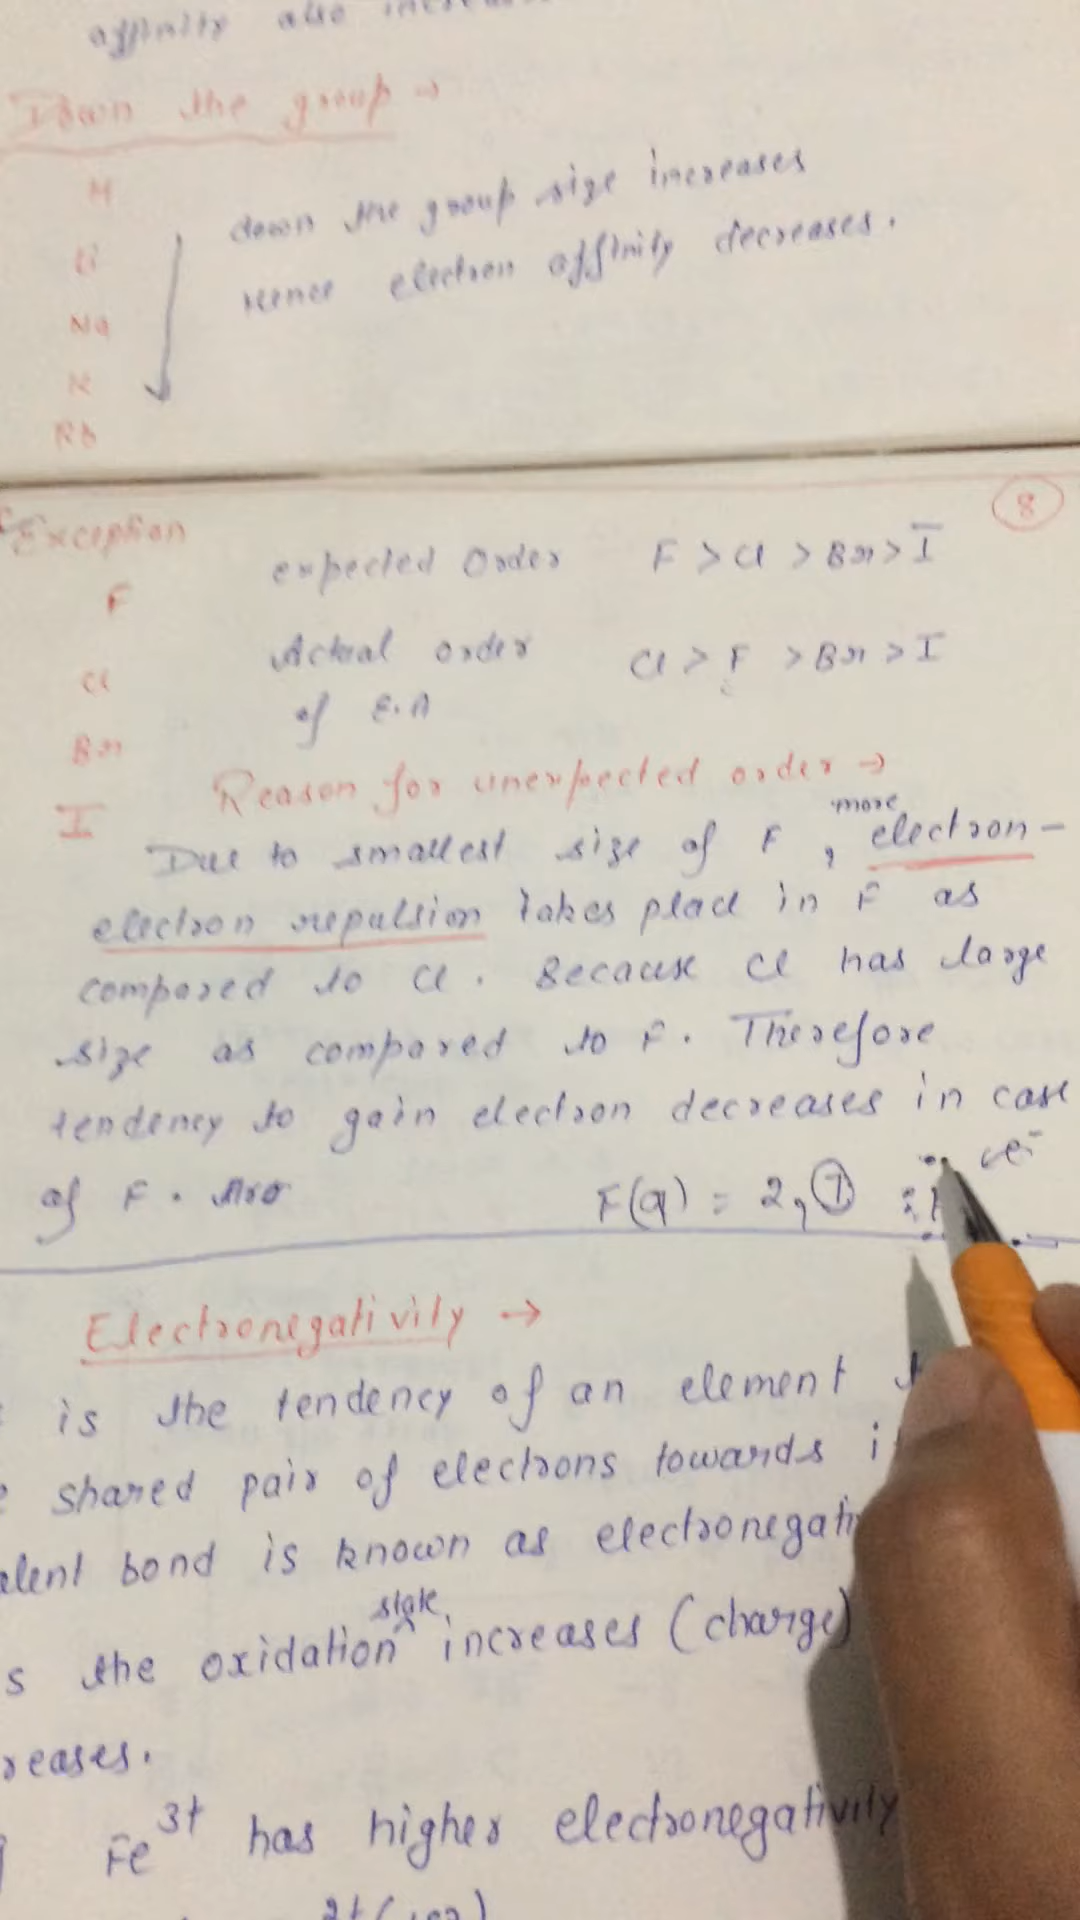 affinity also
Down the group →
H
Li
Na
K
Rb
down the group size increases
Hence electron affinity decreases.
8
Exception
F
Cl
Br
I
expected Order F > Cl > Br > I
Actual order Cl > F > Br > I
of E.A
Reason for unexpected order →
Due to smallest size of F, more electron-
electron repulsion takes place in F as
compared to Cl. Because Cl has large
size as compared to F. Therefore
tendency to gain electron decreases in case
of F. F(9) = 2, 7
Electronegativity →
is the tendency of an element
shared pair of electrons towards
bond is known as
the oxidation state increases (charge)
Fe3+ has higher electronegativity
2+